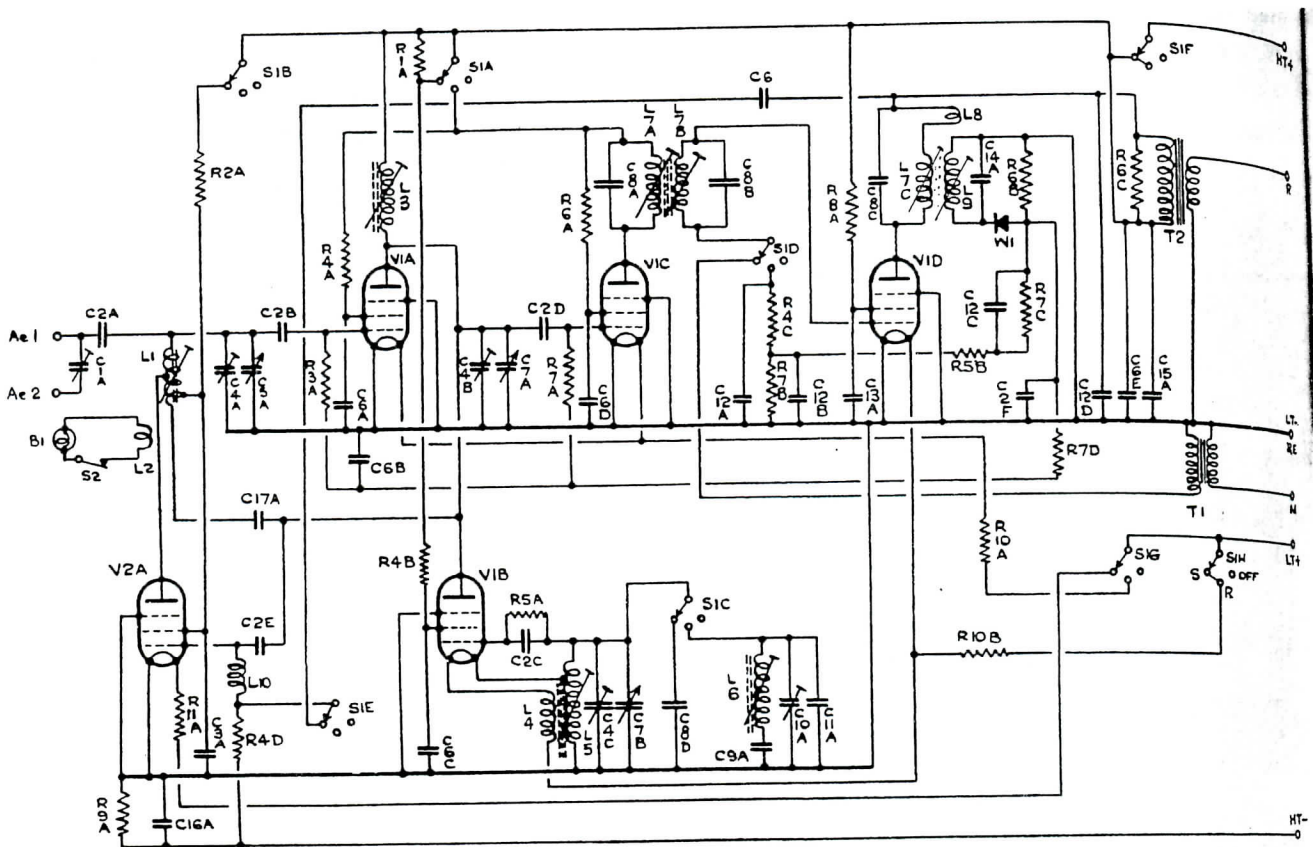 S1B
R1A
S1A
C6
S1F
HT+
R2A
L3
L7A
L7B
C8A
C8B
R6A
R4A
L8
C8C
L7C
L9
C14A
R6B
R8A
R6C
T2
R
S1D
W1
V1A
V1C
V1D
C2A
C2B
C2D
Ae1
Ae2
C1A
L1
C4A
C5A
R3A
C6A
C4B
C7A
R7A
C6D
R4C
R7B
C12A
C12B
C13A
R5B
C12C
R7C
C2F
C12D
C6E
C15A
B1
S2
L2
C6B
R7D
LT-
RE
T1
M
C17A
R10A
LT+
V2A
C2E
R4B
V1B
R5A
C2C
S1C
S1G
S1H
S
OFF
R
R10B
L10
S1E
R11A
C3A
R4D
C6C
L4
L5
C4C
C7B
C8D
L6
C9A
C10A
C11A
R9A
C16A
HT-